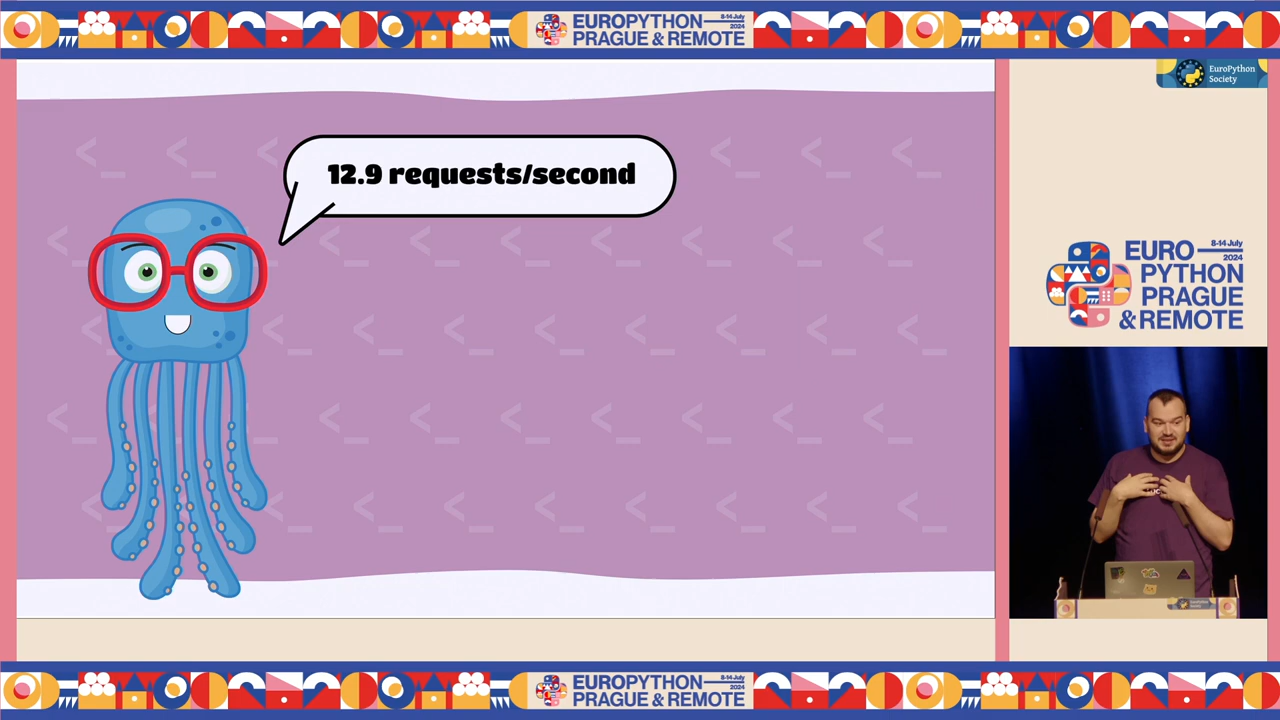 EUROPYTHON
8-14 July
2024
PRAGUE & REMOTE
EuroPython
Society
12.9 requests/second
EURO
8-14 July
2024
PYTHON
PRAGUE
& REMOTE
EUROPYTHON
8-14 July
2024
PRAGUE & REMOTE